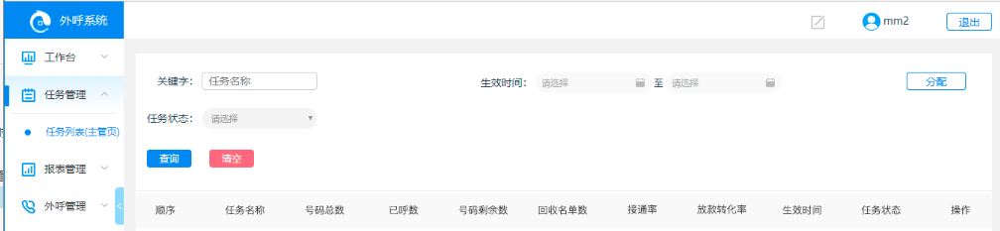 外呼系统
mm2
退出
工作台
任务管理
任务列表(主管页)
报表管理
外呼管理
关键字： 任务名称
生效时间： 请选择 至 请选择
分配
任务状态： 请选择
查询 清空
顺序 任务名称 号码总数 已呼数 号码剩余数 回收名单数 接通率 放款转化率 生效时间 任务状态 操作